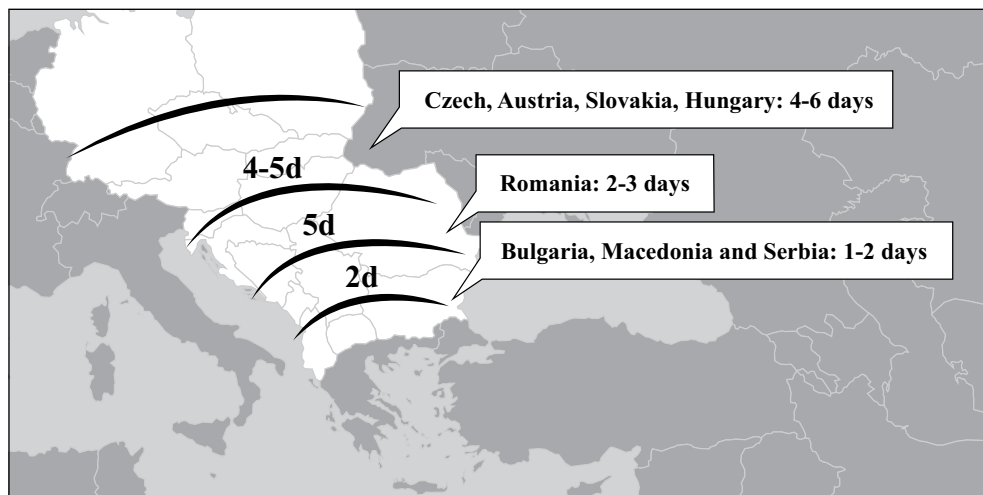 Czech, Austria, Slovakia, Hungary: 4-6 days
4-5d
Romania: 2-3 days
5d
Bulgaria, Macedonia and Serbia: 1-2 days
2d